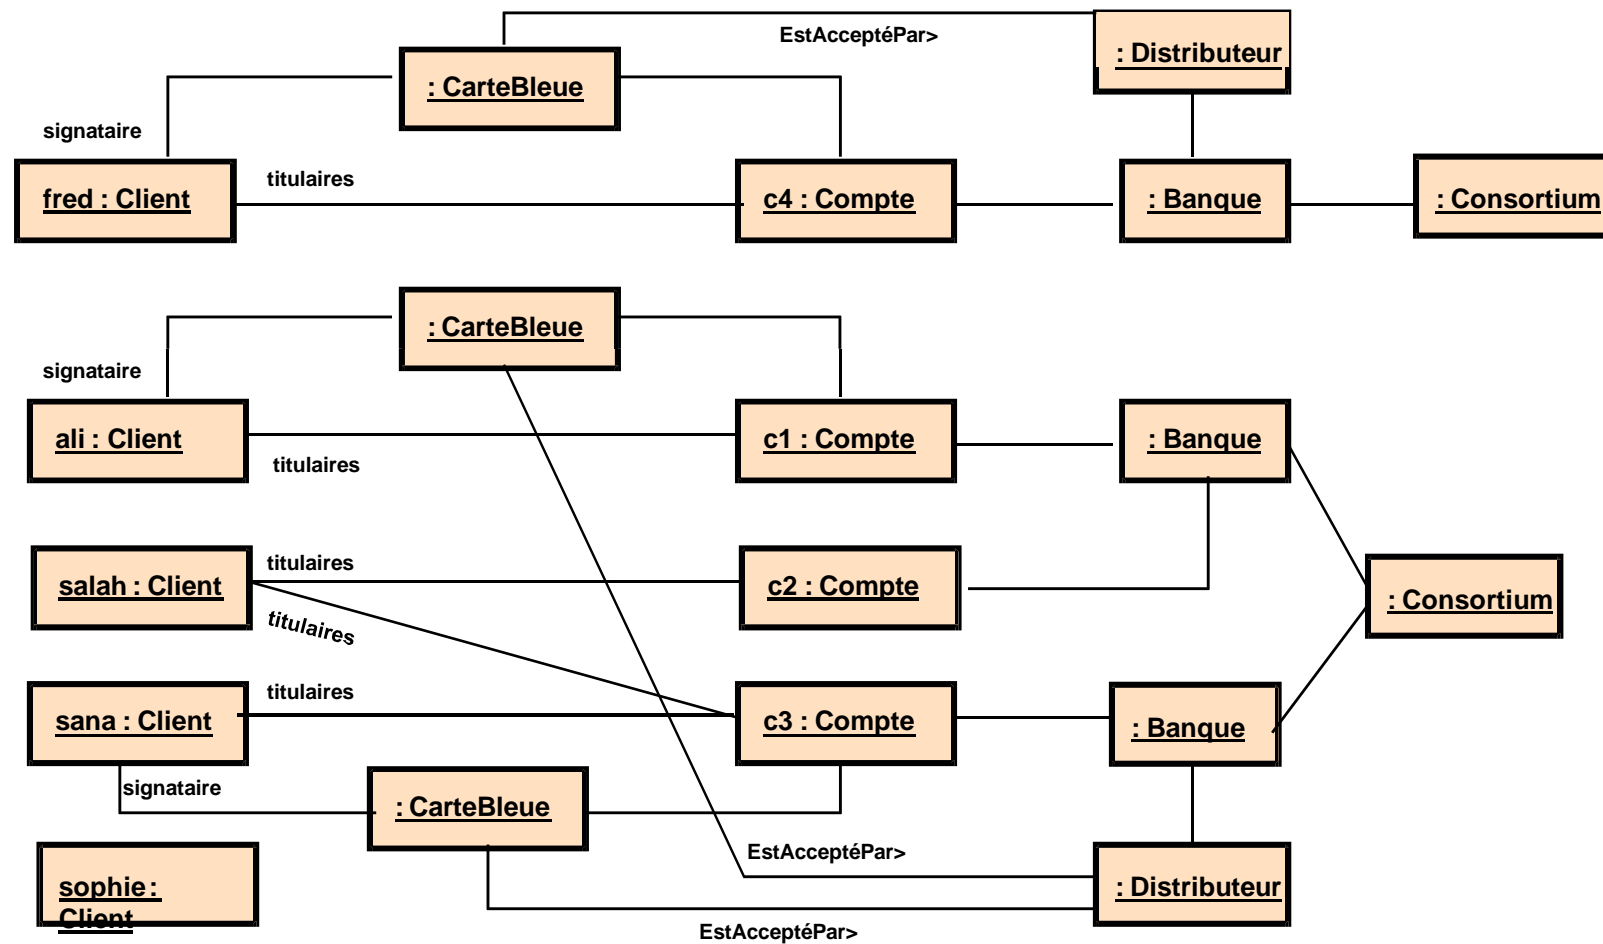 EstAcceptéPar>
: Distributeur
: CarteBleue
signataire
titulaires
fred : Client
c4 : Compte
: Banque
: Consortium
: CarteBleue
signataire
ali : Client
c1 : Compte
: Banque
titulaires
titulaires
salah : Client
c2 : Compte
: Consortium
titulaires
titulaires
sana : Client
c3 : Compte
: Banque
signataire
: CarteBleue
EstAcceptéPar>
sophie :
Client
: Distributeur
EstAcceptéPar>